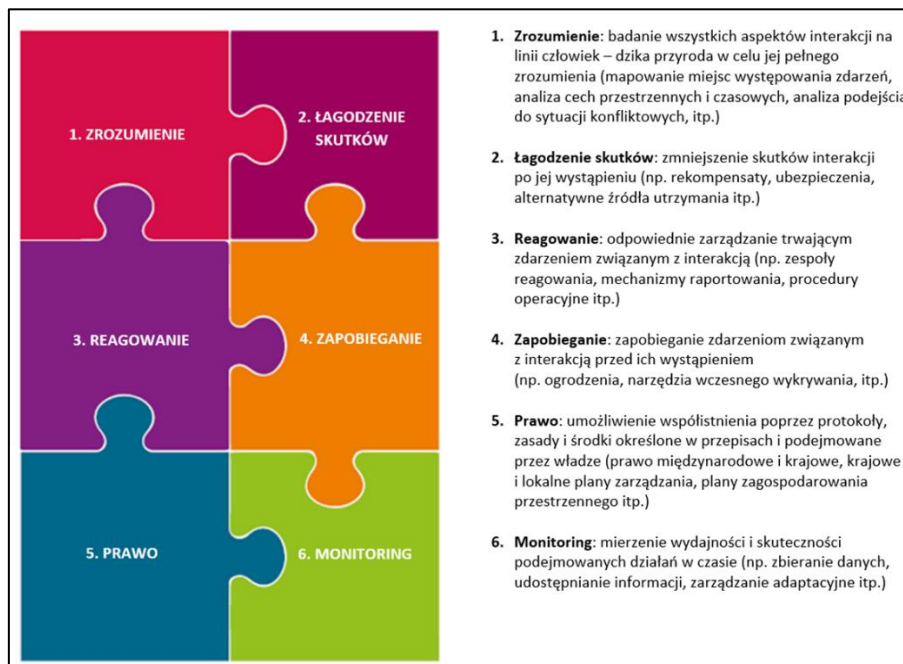 1. ZROZUMIENIE
2. ŁAGODZENIE
SKUTKÓW
3. REAGOWANIE
4. ZAPOBIEGANIE
5. PRAWO
6. MONITORING
1. Zrozumienie: badanie wszystkich aspektów interakcji na
linii człowiek – dzika przyroda w celu jej pełnego
zrozumienia (mapowanie miejsc występowania zdarzeń,
analiza cech przestrzennych i czasowych, analiza podejścia
do sytuacji konfliktowych, itp.)
2. Łagodzenie skutków: zmniejszenie skutków interakcji
po jej wystąpieniu (np. rekompensaty, ubezpieczenia,
alternatywne źródła utrzymania itp.)
3. Reagowanie: odpowiednie zarządzanie trwającym
zdarzeniem związanym z interakcją (np. zespoły
reagowania, mechanizmy raportowania, procedury
operacyjne itp.)
4. Zapobieganie: zapobieganie zdarzeniom związanym
z interakcją przed ich wystąpieniem
(np. ogrodzenia, narzędzia wczesnego wykrywania, itp.)
5. Prawo: umożliwienie współistnienia poprzez protokoły,
zasady i środki określone w przepisach i podejmowane
przez władze (prawo międzynarodowe i krajowe, krajowe
i lokalne plany zarządzania, plany zagospodarowania
przestrzennego itp.)
6. Monitoring: mierzenie wydajności i skuteczności
podejmowanych działań w czasie (np. zbieranie danych,
udostępnianie informacji, zarządzanie adaptacyjne itp.)